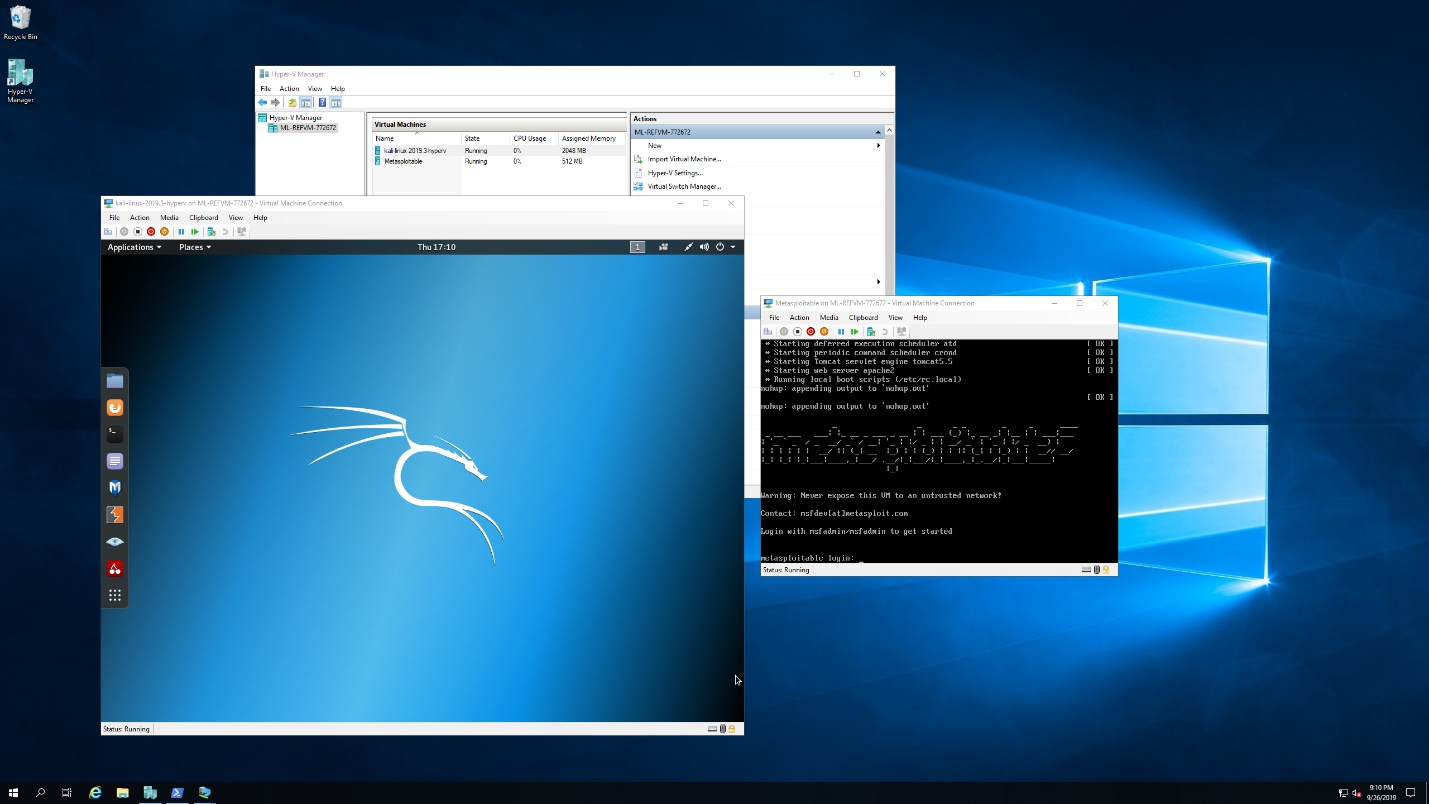 Recycle Bin
Hyper-V
Manager
Hyper-V Manager
File Action View Help
Hyper-V Manager
ML-REFVM-772672
Virtual Machines
Name State CPU Usage Assigned Memory
kali-linux-2019.3-hyperv Running 0% 2048 MB
Metasploitable Running 0% 512 MB
Actions
ML-REFVM-772672
New
Import Virtual Machine...
Hyper-V Settings...
Virtual Switch Manager...
kali-linux-2019.3-hyperv on ML-REFVM-772672 - Virtual Machine Connection
File Action Media Clipboard View Help
Applications Places Thu 17:10 1
Status: Running
Metasploitable on ML-REFVM-772672 - Virtual Machine Connection
File Action Media Clipboard View Help
* Starting deferred execution scheduler atd [ OK ]
* Starting periodic command scheduler crond [ OK ]
* Starting Tomcat servlet engine tomcat5.5 [ OK ]
* Starting web server apache2 [ OK ]
* Running local boot scripts (/etc/rc.local)
nohup: appending output to `nohup.out'
[ OK ]
nohup: appending output to `nohup.out'
metasploitable2
Warning: Never expose this VM to an untrusted network!
Contact: msfdev[at]metasploit.com
Login with msfadmin/msfadmin to get started
metasploitable login: _
Status: Running
9:10 PM
9/26/2019